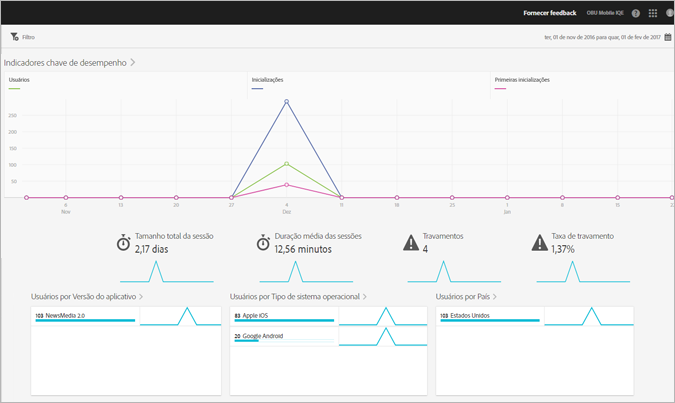 Fornecer feedback OBU Mobile IQE
Filtro ter, 01 de nov de 2016 para quar, 01 de fev de 2017
Indicadores chave de desempenho
Usuários Inicializações Primeiras inicializações
250
200
150
100
50
6 13 20 27 4 11 18 25 1 8 15
Nov Dez Jan
Tamanho total da sessão Duração média das sessões Travamentos Taxa de travamento
2,17 dias 12,56 minutos 4 1,37%
Usuários por Versão do aplicativo Usuários por Tipo de sistema operacional Usuários por País
103 NewsMedia 2.0 83 Apple IOS 103 Estados Unidos
20 Google Android